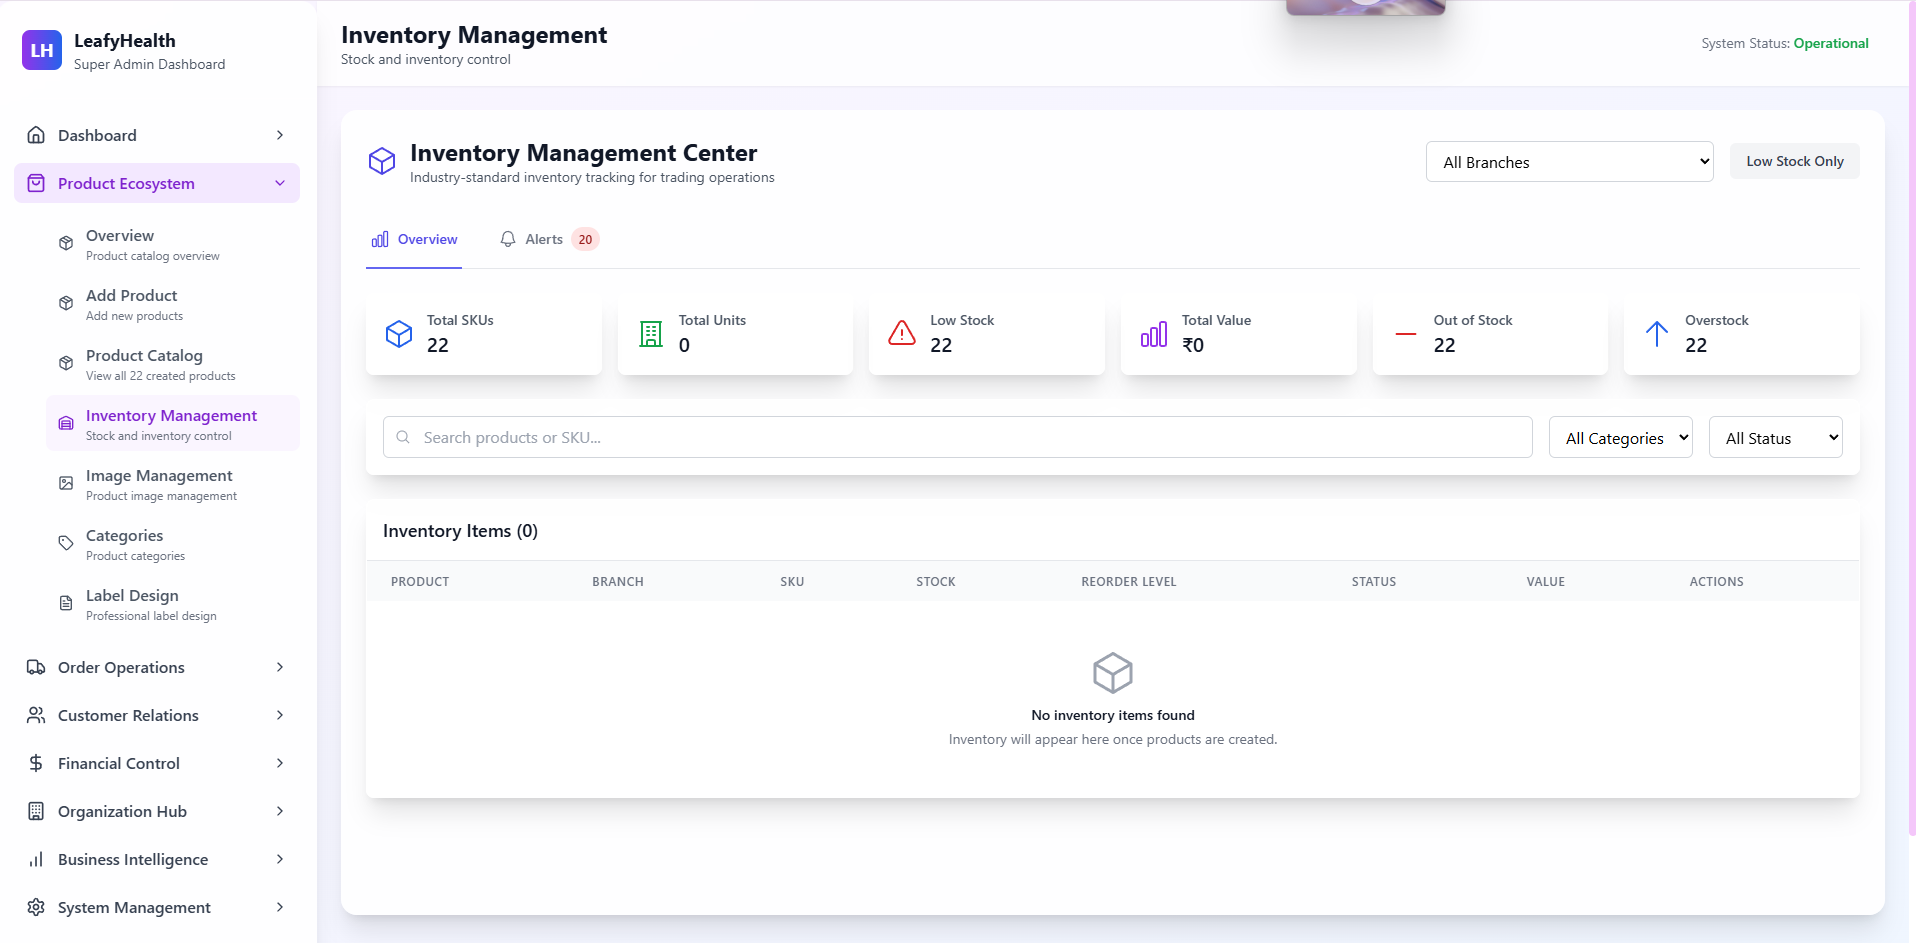 LH
LeafyHealth
Super Admin Dashboard
Dashboard
Product Ecosystem
Overview
Product catalog overview
Add Product
Add new products
Product Catalog
View all 22 created products
Inventory Management
Stock and inventory control
Image Management
Product image management
Categories
Product categories
Label Design
Professional label design
Order Operations
Customer Relations
Financial Control
Organization Hub
Business Intelligence
System Management
Inventory Management
Stock and inventory control
System Status: Operational
Inventory Management Center
Industry-standard inventory tracking for trading operations
All Branches
Low Stock Only
Overview
Alerts 20
Total SKUs
22
Total Units
0
Low Stock
22
Total Value
₹0
Out of Stock
22
Overstock
22
Search products or SKU...
All Categories
All Status
Inventory Items (0)
PRODUCT BRANCH SKU STOCK REORDER LEVEL STATUS VALUE ACTIONS
No inventory items found
Inventory will appear here once products are created.